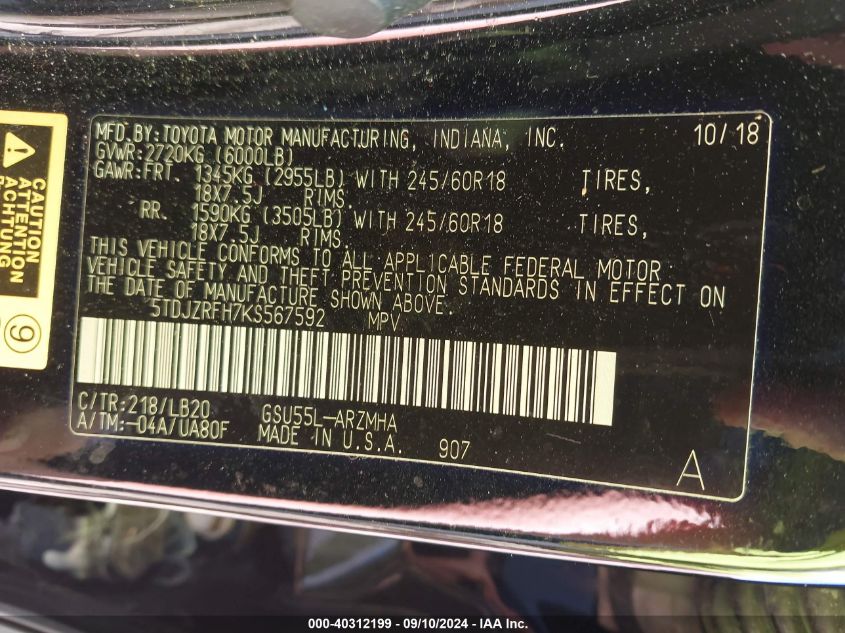 CAUTION
ATTENTION
ACHTUNG
9
MFD.BY:TOYOTA MOTOR MANUFACTURING, INDIANA, INC. 10/18
GVWR:2720KG (6000LB)
GAWR:FRT. 1345KG (2955LB) WITH 245/60R18 TIRES,
18X7.5J RIMS.
RR. 1590KG (3505LB) WITH 245/60R18 TIRES,
18X7.5J RIMS.
THIS VEHICLE CONFORMS TO ALL APPLICABLE FEDERAL MOTOR
VEHICLE SAFETY AND THEFT PREVENTION STANDARDS IN EFFECT ON
THE DATE OF MANUFACTURE SHOWN ABOVE.
5TDJZRFH7KS567592 MPV
C/TR:218/LB20 GSU55L-ARZMHA
A/TM:-04A/UA80F MADE IN U.S.A. 907
A
000-40312199 - 09/10/2024 - IAA Inc.